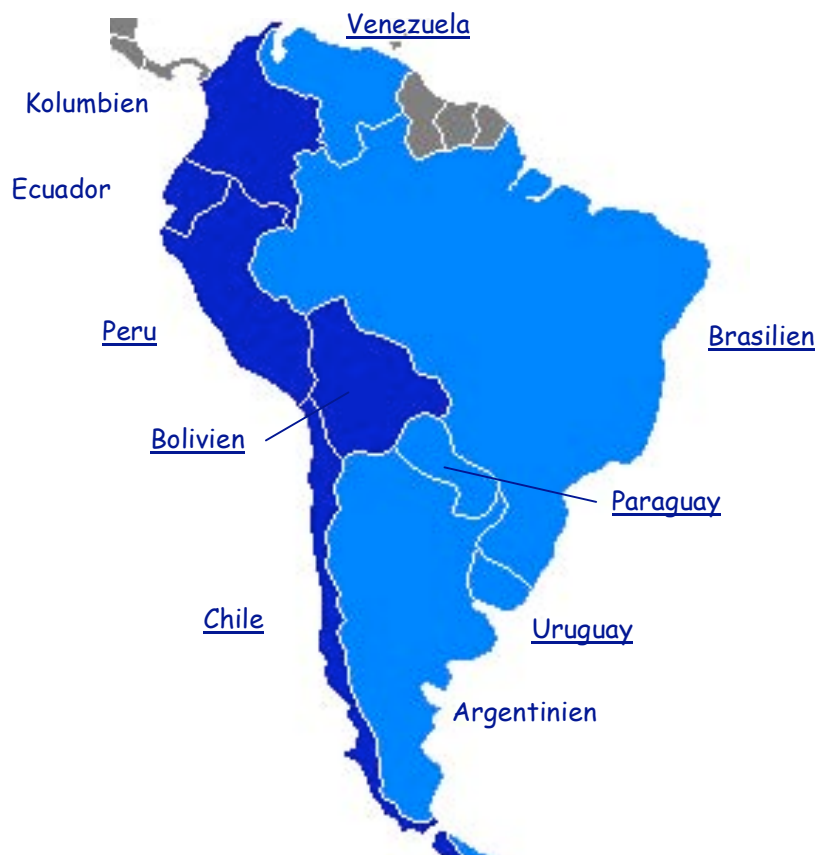 Venezuela
Kolumbien
Ecuador
Peru
Brasilien
Bolivien
Paraguay
Chile
Uruguay
Argentinien